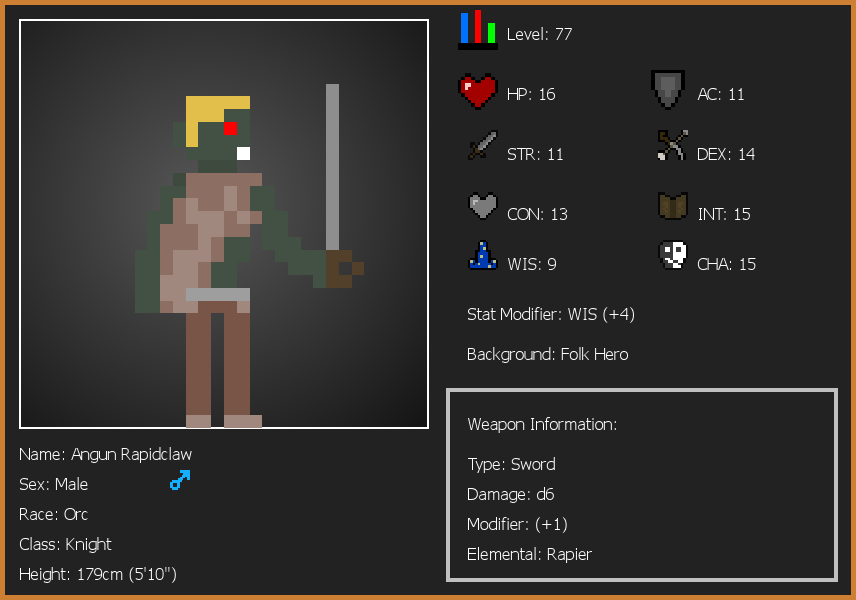 Level: 77
HP: 16
AC: 11
STR: 11
DEX: 14
CON: 13
INT: 15
WIS: 9
CHA: 15
Stat Modifier: WIS (+4)
Background: Folk Hero
Weapon Information:
Type: Sword
Damage: d6
Modifier: (+1)
Elemental: Rapier
Name: Angun Rapidclaw
Sex: Male
Race: Orc
Class: Knight
Height: 179cm (5'10")